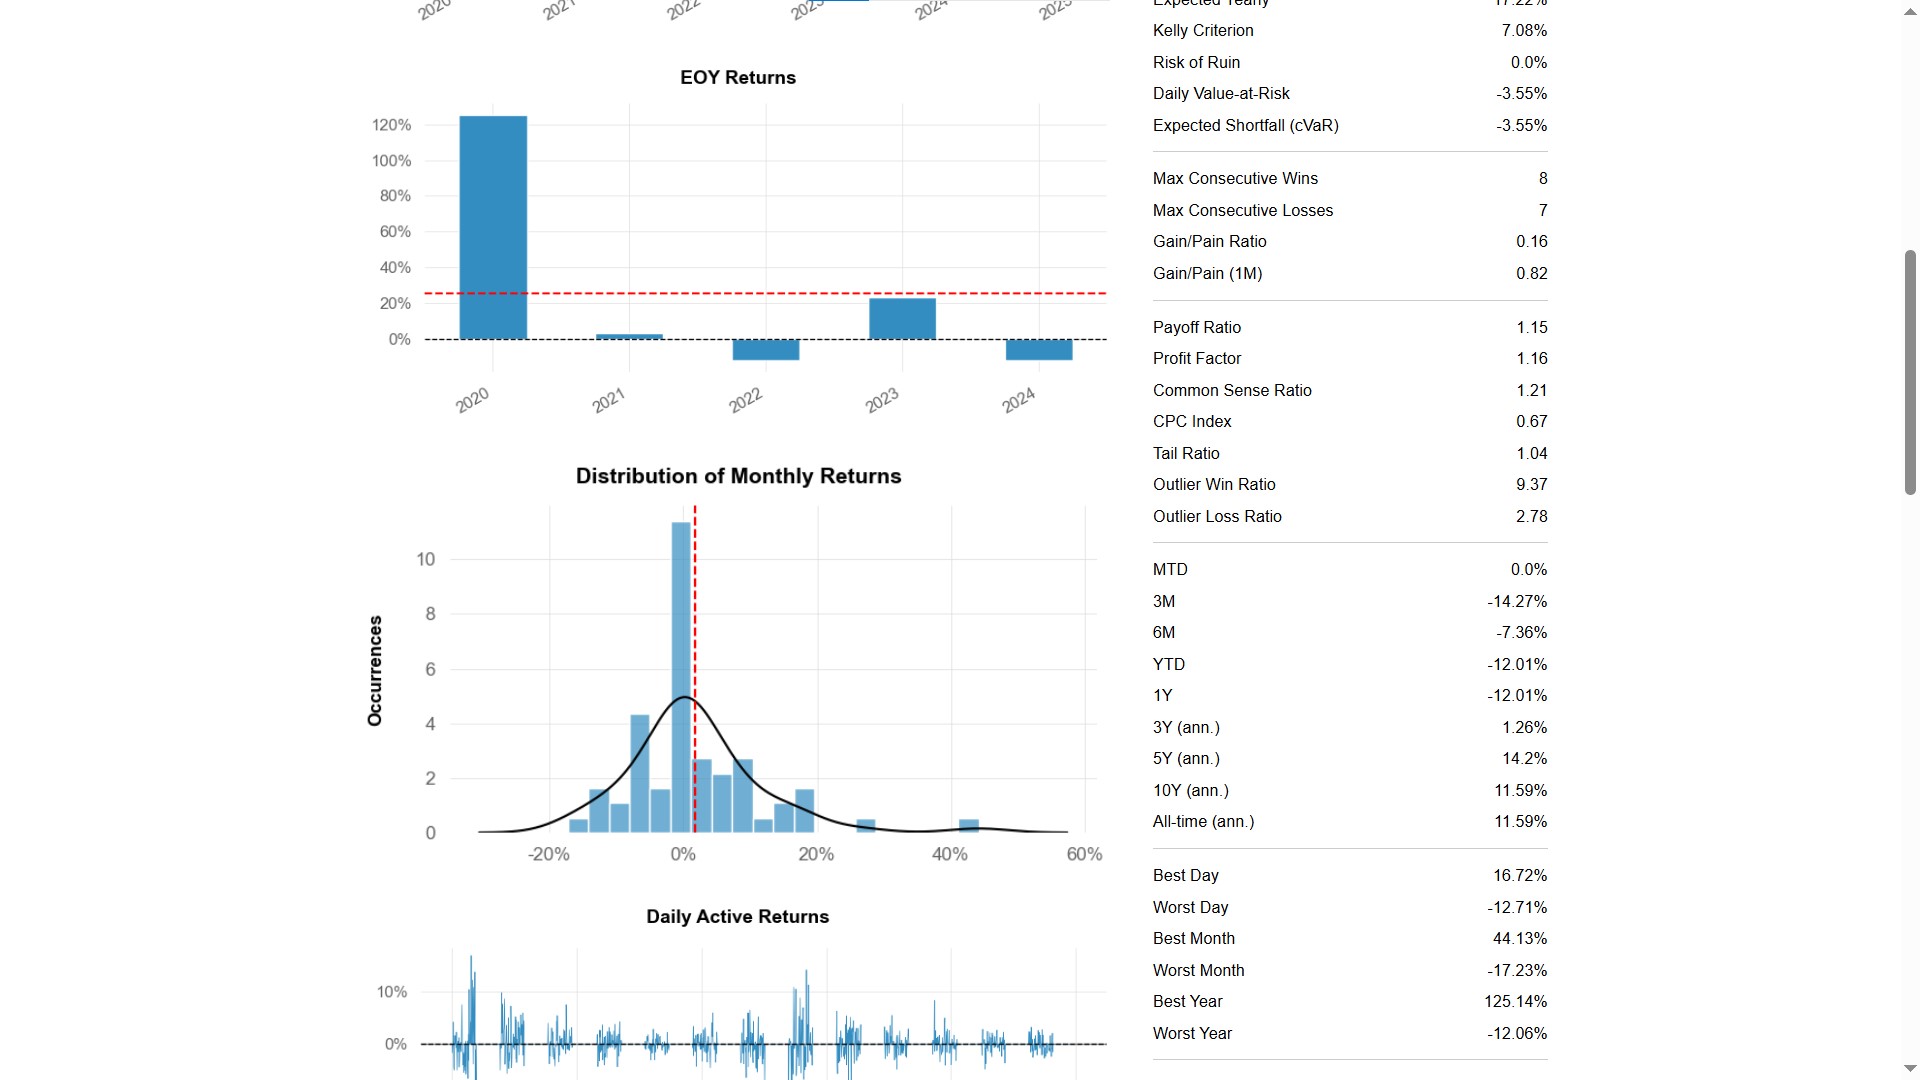 2020
2021
2022
2023
2024
2025
EOY Returns
120%
100%
80%
60%
40%
20%
0%
2020
2021
2022
2023
2024
Distribution of Monthly Returns
Occurrences
10
8
6
4
2
0
-20%
0%
20%
40%
60%
Daily Active Returns
10%
0%
Expected Yearly 17.22%
Kelly Criterion 7.08%
Risk of Ruin 0.0%
Daily Value-at-Risk -3.55%
Expected Shortfall (cVaR) -3.55%
Max Consecutive Wins 8
Max Consecutive Losses 7
Gain/Pain Ratio 0.16
Gain/Pain (1M) 0.82
Payoff Ratio 1.15
Profit Factor 1.16
Common Sense Ratio 1.21
CPC Index 0.67
Tail Ratio 1.04
Outlier Win Ratio 9.37
Outlier Loss Ratio 2.78
MTD 0.0%
3M -14.27%
6M -7.36%
YTD -12.01%
1Y -12.01%
3Y (ann.) 1.26%
5Y (ann.) 14.2%
10Y (ann.) 11.59%
All-time (ann.) 11.59%
Best Day 16.72%
Worst Day -12.71%
Best Month 44.13%
Worst Month -17.23%
Best Year 125.14%
Worst Year -12.06%